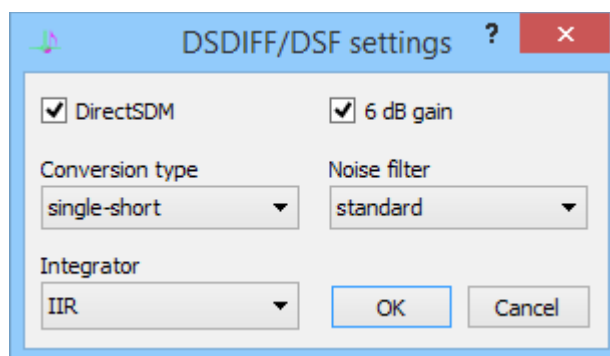 DSDIFF/DSF settings ?
DirectSDM 6 dB gain
Conversion type Noise filter
single-short standard
Integrator
IIR OK Cancel